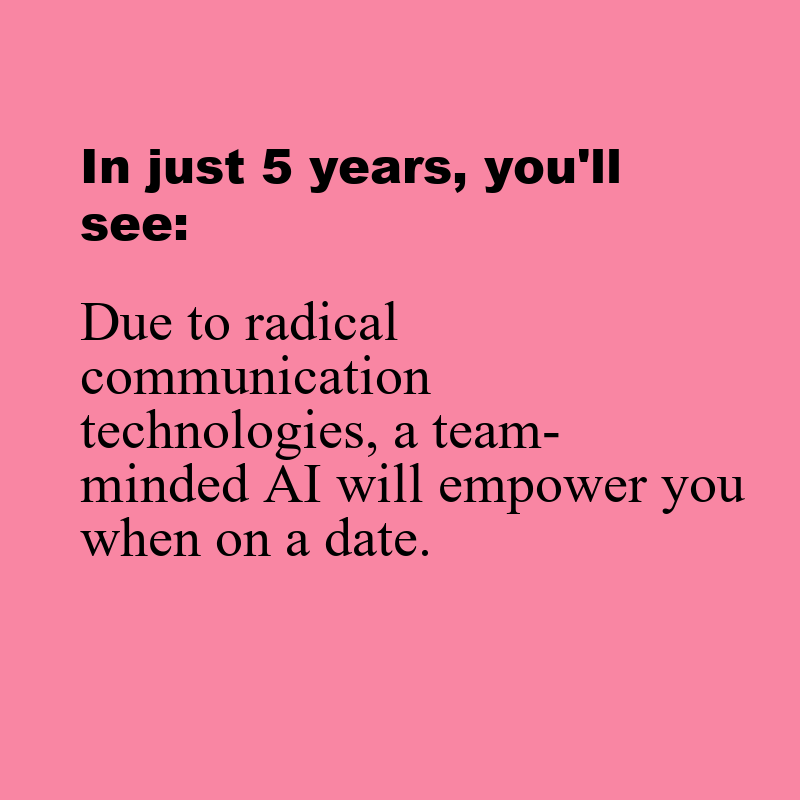 In just 5 years, you'll
see:
Due to radical
communication
technologies, a team-
minded AI will empower you
when on a date.